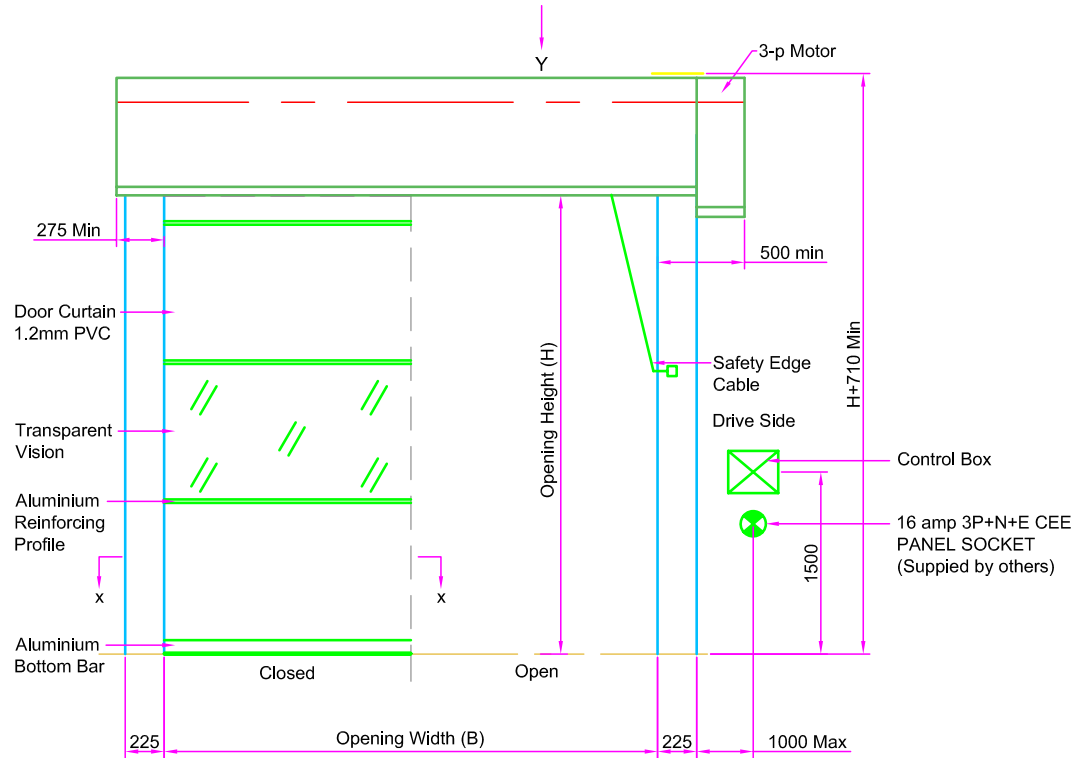 3-p Motor
Y
275 Min
500 min
Door Curtain
1.2mm PVC
Opening Height (H)
H+710 Min
Safety Edge
Cable
Drive Side
Transparent
Vision
Control Box
Aluminium
Reinforcing
Profile
16 amp 3P+N+E CEE
PANEL SOCKET
(Suppied by others)
1500
x
x
Aluminium
Bottom Bar
Closed
Open
225
Opening Width (B)
225
1000 Max